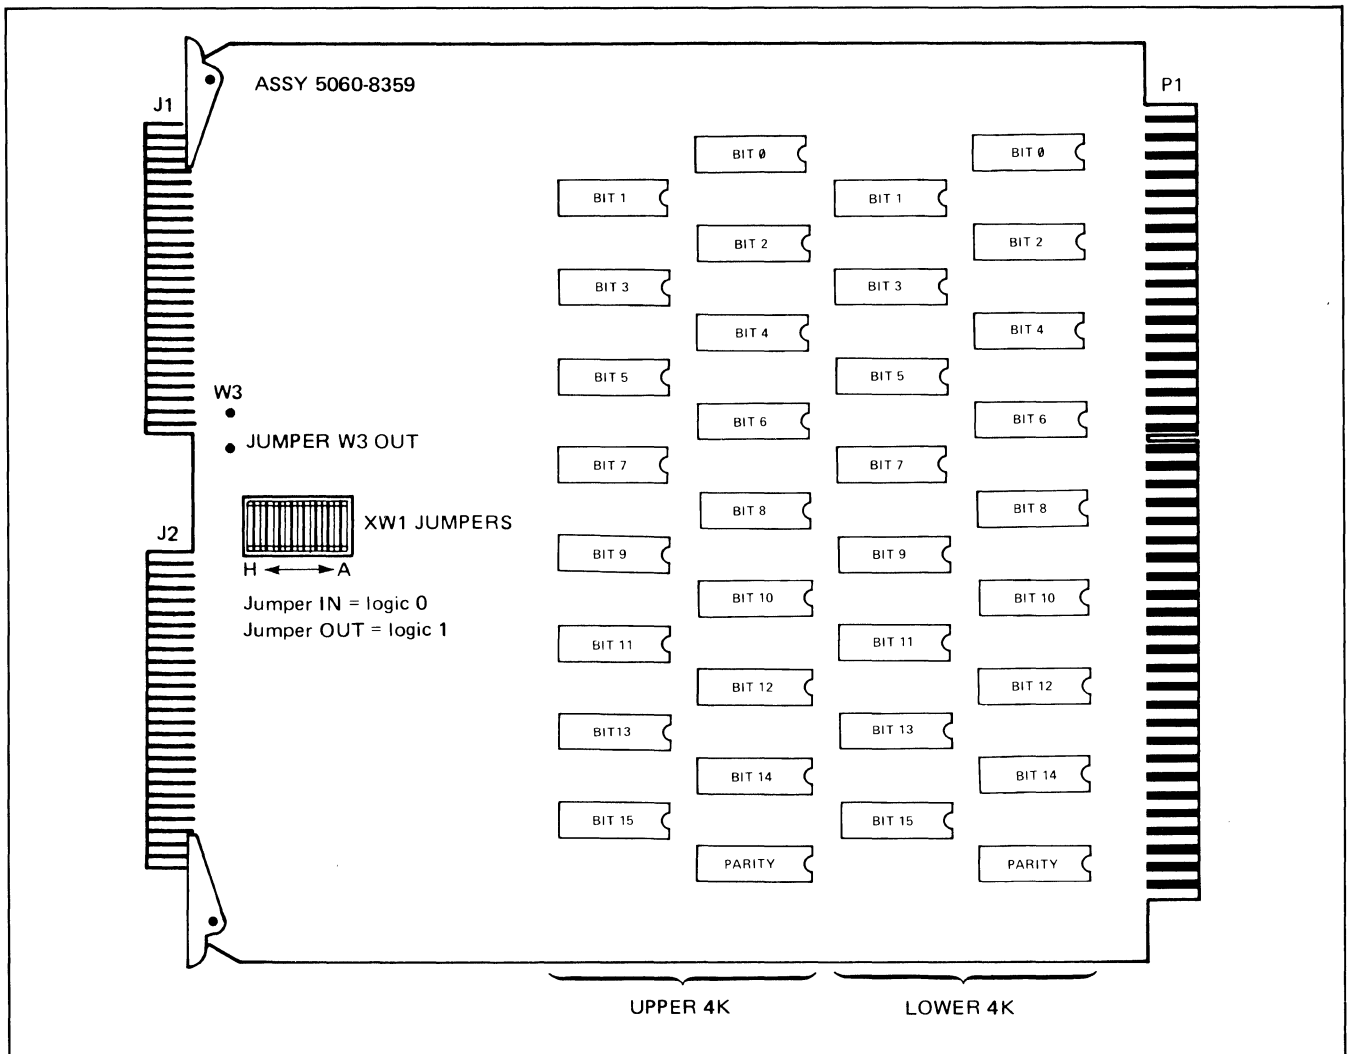 ASSY 5060-8359
P1
J1
BIT 0
BIT 0
BIT 1
BIT 1
BIT 2
BIT 2
BIT 3
BIT 3
BIT 4
BIT 4
BIT 5
BIT 5
W3
BIT 6
BIT 6
JUMPER W3 OUT
BIT 7
BIT 7
BIT 8
BIT 8
XW1 JUMPERS
J2
BIT 9
BIT 9
H A
BIT 10
BIT 10
Jumper IN = logic 0
Jumper OUT = logic 1
BIT 11
BIT 11
BIT 12
BIT 12
BIT13
BIT 13
BIT 14
BIT 14
BIT 15
BIT 15
PARITY
PARITY
UPPER 4K
LOWER 4K